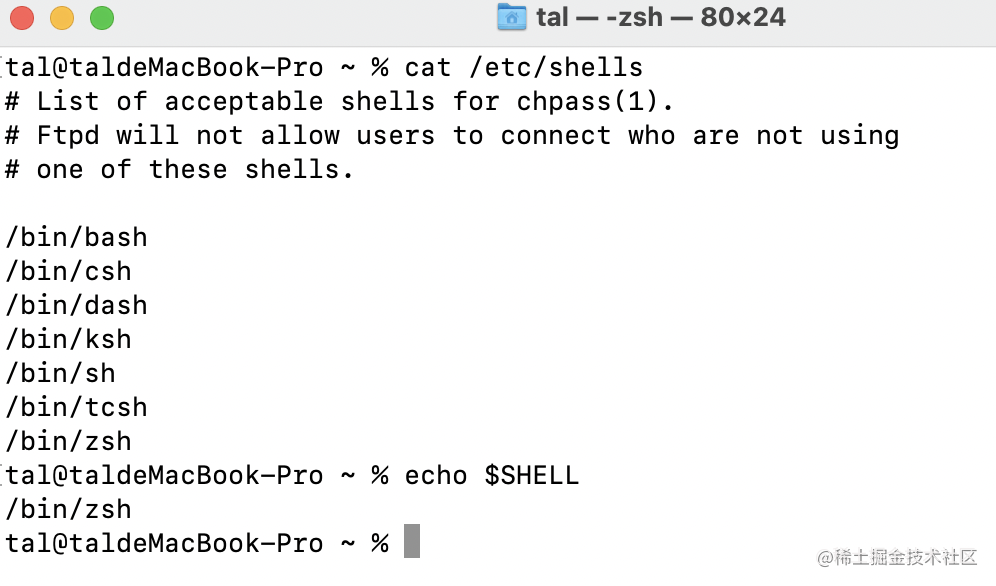 tal — -zsh — 80×24
tal@taldeMacBook-Pro ~ % cat /etc/shells
# List of acceptable shells for chpass(1).
# Ftpd will not allow users to connect who are not using
# one of these shells.
/bin/bash
/bin/csh
/bin/dash
/bin/ksh
/bin/sh
/bin/tcsh
/bin/zsh
tal@taldeMacBook-Pro ~ % echo $SHELL
/bin/zsh
tal@taldeMacBook-Pro ~ %
@稀土掘金技术社区